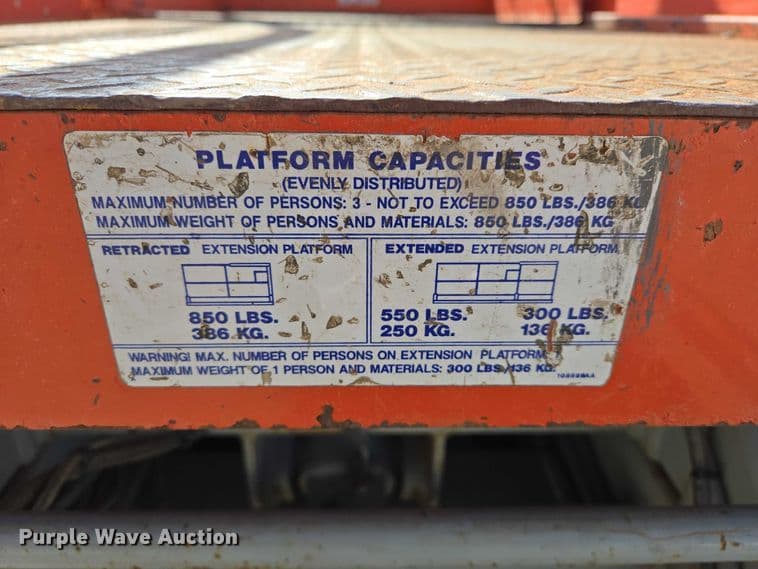 PLATFORM CAPACITIES
(EVENLY DISTRIBUTED)
MAXIMUM NUMBER OF PERSONS: 3 - NOT TO EXCEED 850 LBS./386 KG
MAXIMUM WEIGHT OF PERSONS AND MATERIALS: 850 LBS./386 KG
RETRACTED EXTENSION PLATFORM
850 LBS.
386 KG.
EXTENDED EXTENSION PLATFORM
550 LBS. 300 LBS.
250 KG. 136 KG.
WARNING! MAX. NUMBER OF PERSONS ON EXTENSION PLATFORM
MAXIMUM WEIGHT OF 1 PERSON AND MATERIALS: 300 LBS./136 KG.
Purple Wave Auction